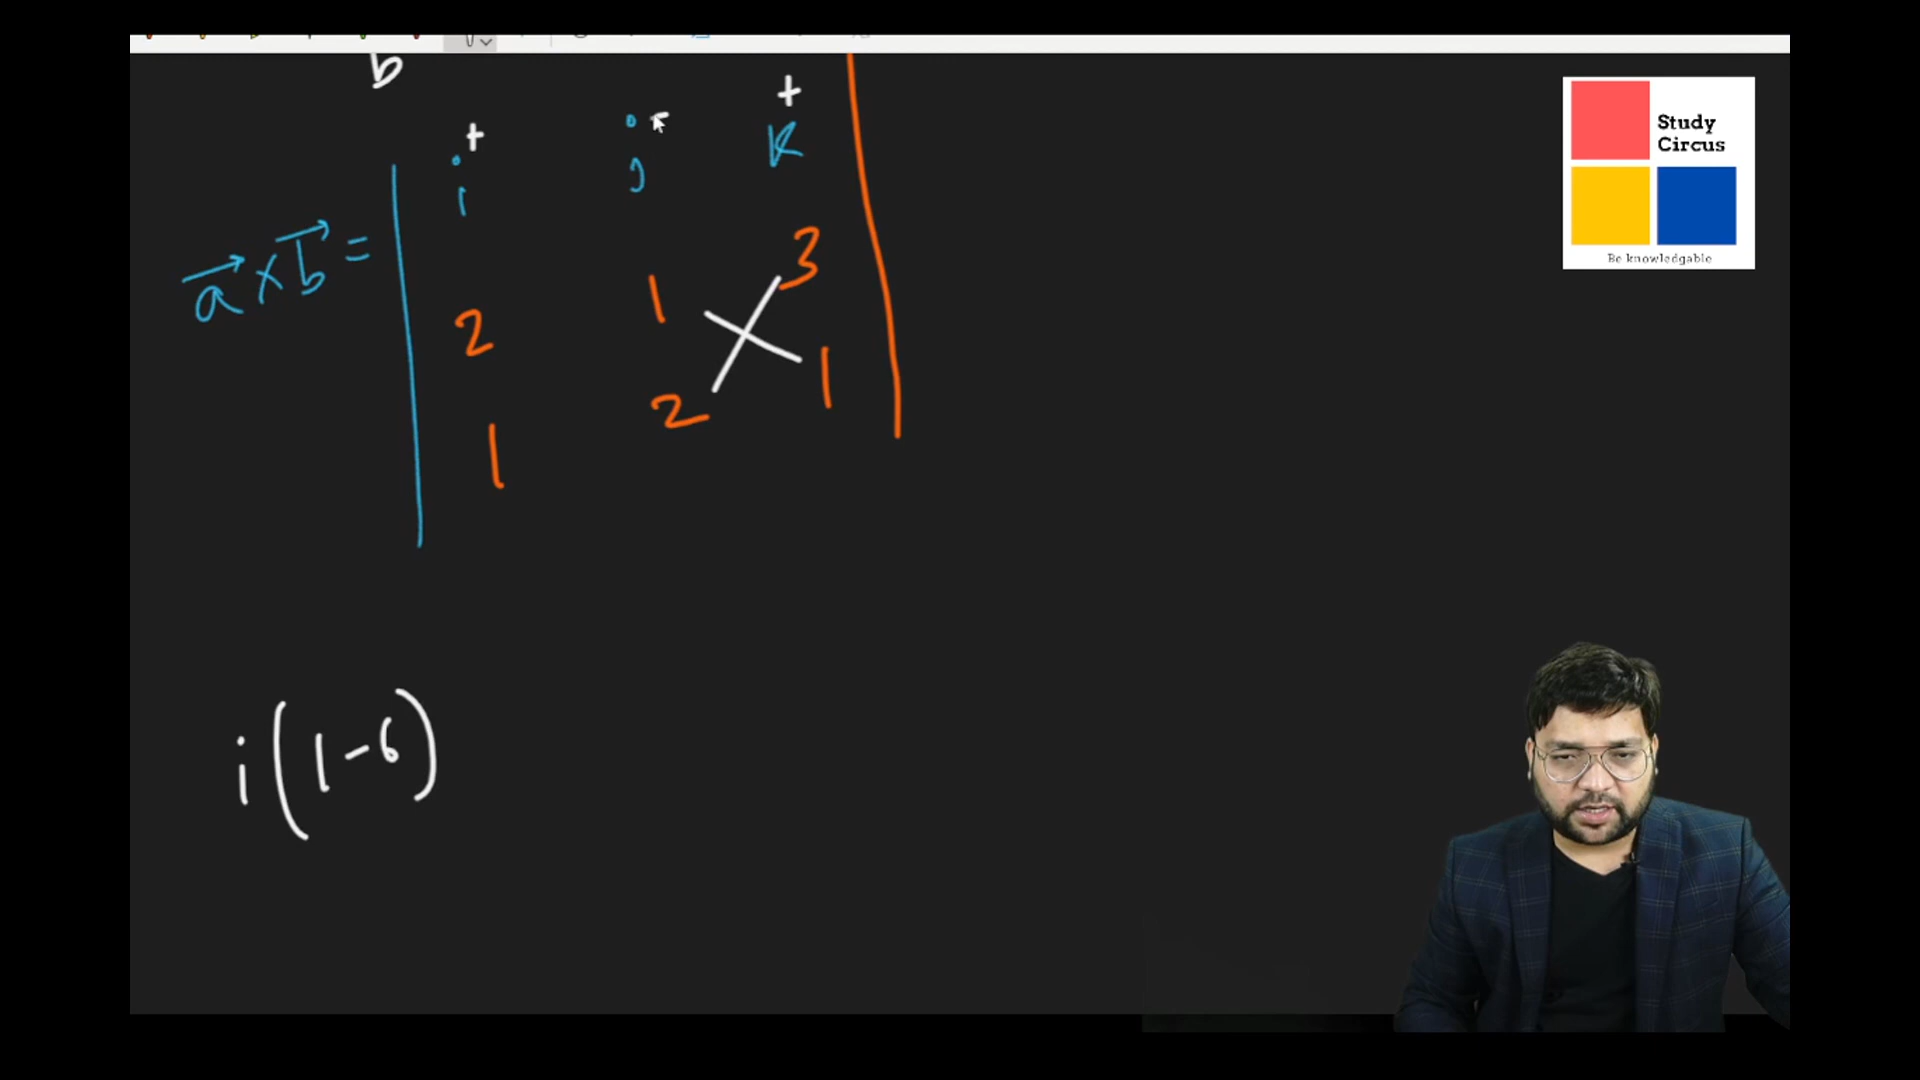 b
+ - +
i j k
a × b =
2 1 3
1 2 1
i(1-6)
Study
Circus
Be knowledgable